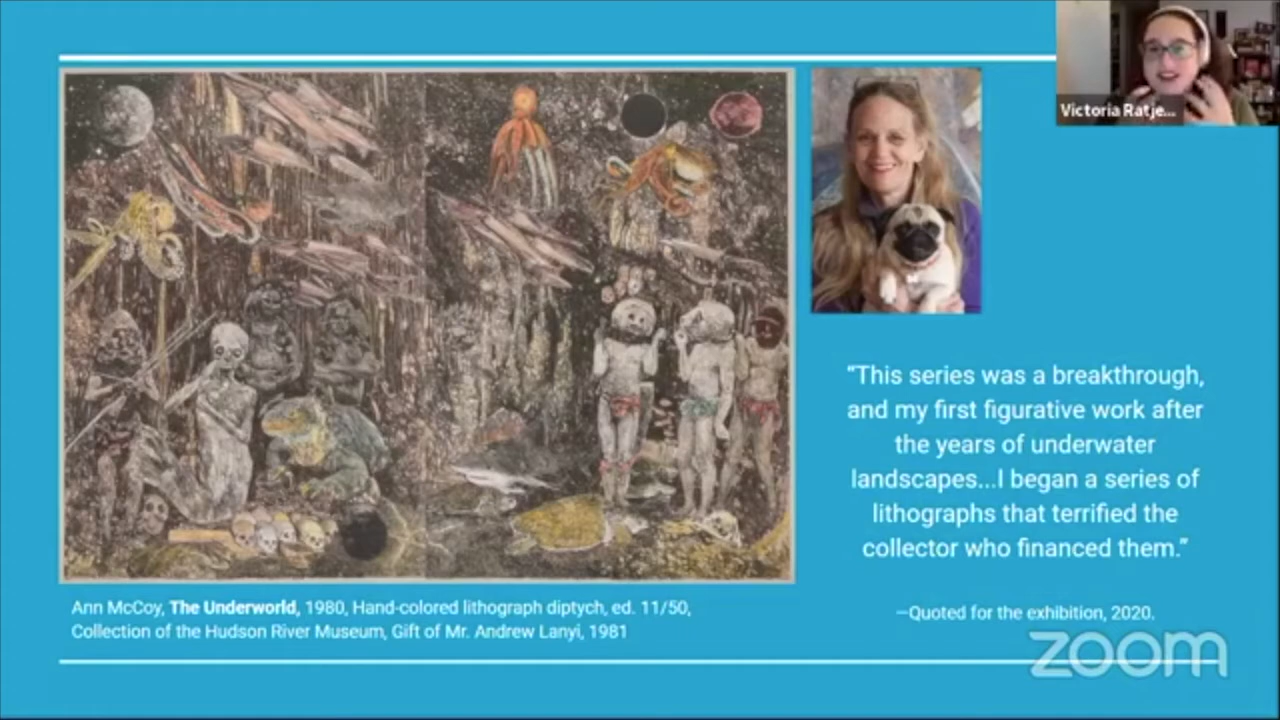 Victoria Ratje...
“This series was a breakthrough,
and my first figurative work after
the years of underwater
landscapes...I began a series of
lithographs that terrified the
collector who financed them.”
—Quoted for the exhibition, 2020.
Ann McCoy, The Underworld, 1980, Hand-colored lithograph diptych, ed. 11/50,
Collection of the Hudson River Museum, Gift of Mr. Andrew Lanyi, 1981
zoom